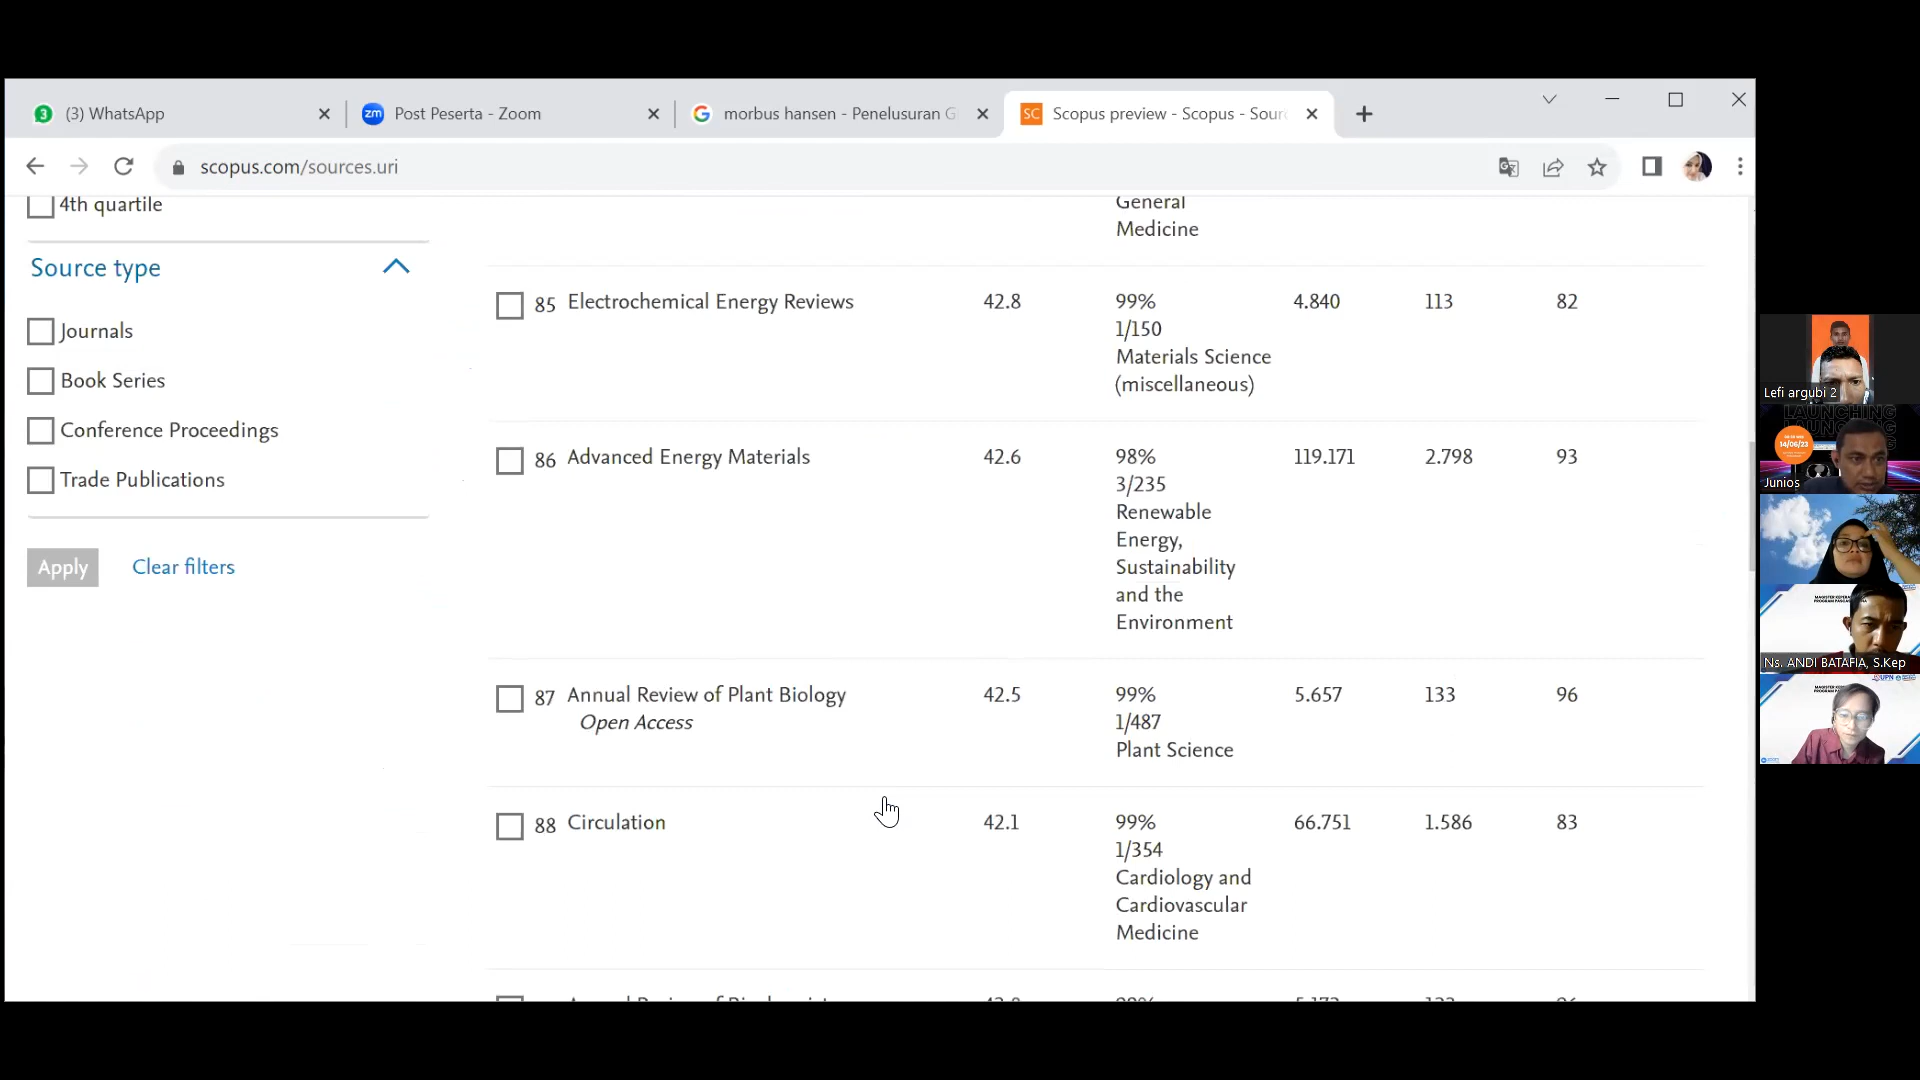 (3) WhatsApp
Post Peserta - Zoom
morbus hansen - Penelusuran G
Scopus preview - Scopus - Sour
scopus.com/sources.uri
4th quartile
Source type
Journals
Book Series
Conference Proceedings
Trade Publications
Apply
Clear filters
General
Medicine
85 Electrochemical Energy Reviews 42.8 99% 4.840 113 82
1/150
Materials Science
(miscellaneous)
86 Advanced Energy Materials 42.6 98% 119.171 2.798 93
3/235
Renewable
Energy,
Sustainability
and the
Environment
87 Annual Review of Plant Biology 42.5 99% 5.657 133 96
Open Access
1/487
Plant Science
88 Circulation 42.1 99% 66.751 1.586 83
1/354
Cardiology and
Cardiovascular
Medicine
Lefi argubi 2
LAUNCHING
14/06/23
Junios
Ns. ANDI BATAFIA, S.Kep
UPN